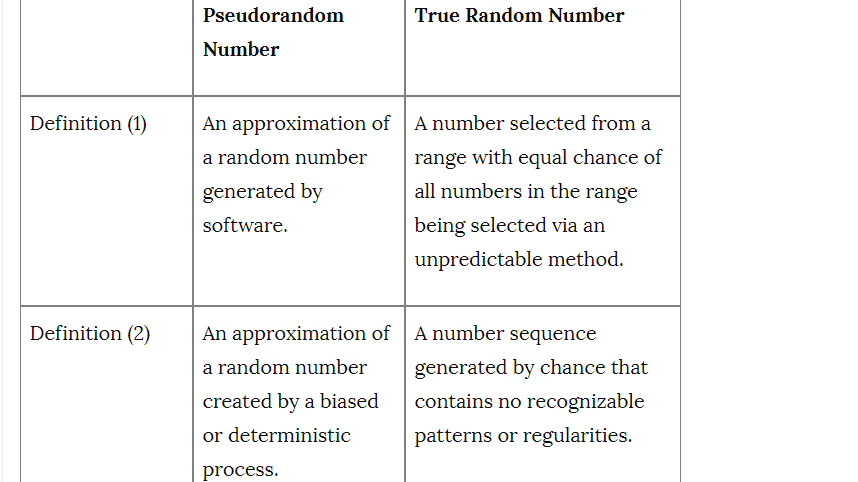 Pseudorandom
Number
True Random Number
Definition (1)
An approximation of
a random number
generated by
software.
A number selected from a
range with equal chance of
all numbers in the range
being selected via an
unpredictable method.
Definition (2)
An approximation of
a random number
created by a biased
or deterministic
process.
A number sequence
generated by chance that
contains no recognizable
patterns or regularities.